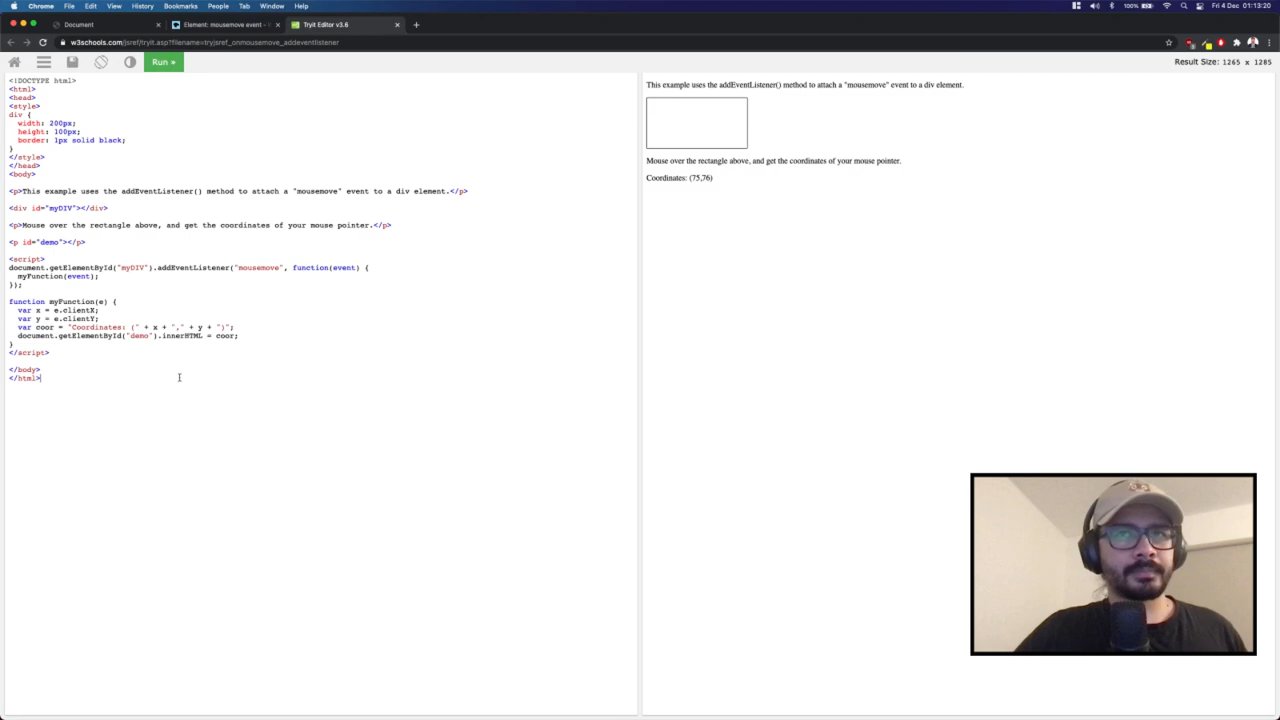 Chrome File Edit View History Bookmarks People Tab Window Help 100% Fri 4 Dec 01:13:20
Document Element: mousemove event - Tryit Editor v3.6
w3schools.com/jsref/tryit.asp?filename=tryjsref_onmousemove_addeventlistener
Run » Result Size: 1265 x 1285
<!DOCTYPE html>
<html>
<head>
<style>
div {
  width: 200px;
  height: 100px;
  border: 1px solid black;
}
</style>
</head>
<body>
<p>This example uses the addEventListener() method to attach a "mousemove" event to a div element.</p>
<div id="myDIV"></div>
<p>Mouse over the rectangle above, and get the coordinates of your mouse pointer.</p>
<p id="demo"></p>
<script>
document.getElementById("myDIV").addEventListener("mousemove", function(event) {
  myFunction(event);
});
function myFunction(e) {
  var x = e.clientX;
  var y = e.clientY;
  var coor = "Coordinates: (" + x + "," + y + ")";
  document.getElementById("demo").innerHTML = coor;
}
</script>
</body>
</html>
This example uses the addEventListener() method to attach a "mousemove" event to a div element.
Mouse over the rectangle above, and get the coordinates of your mouse pointer.
Coordinates: (75,76)